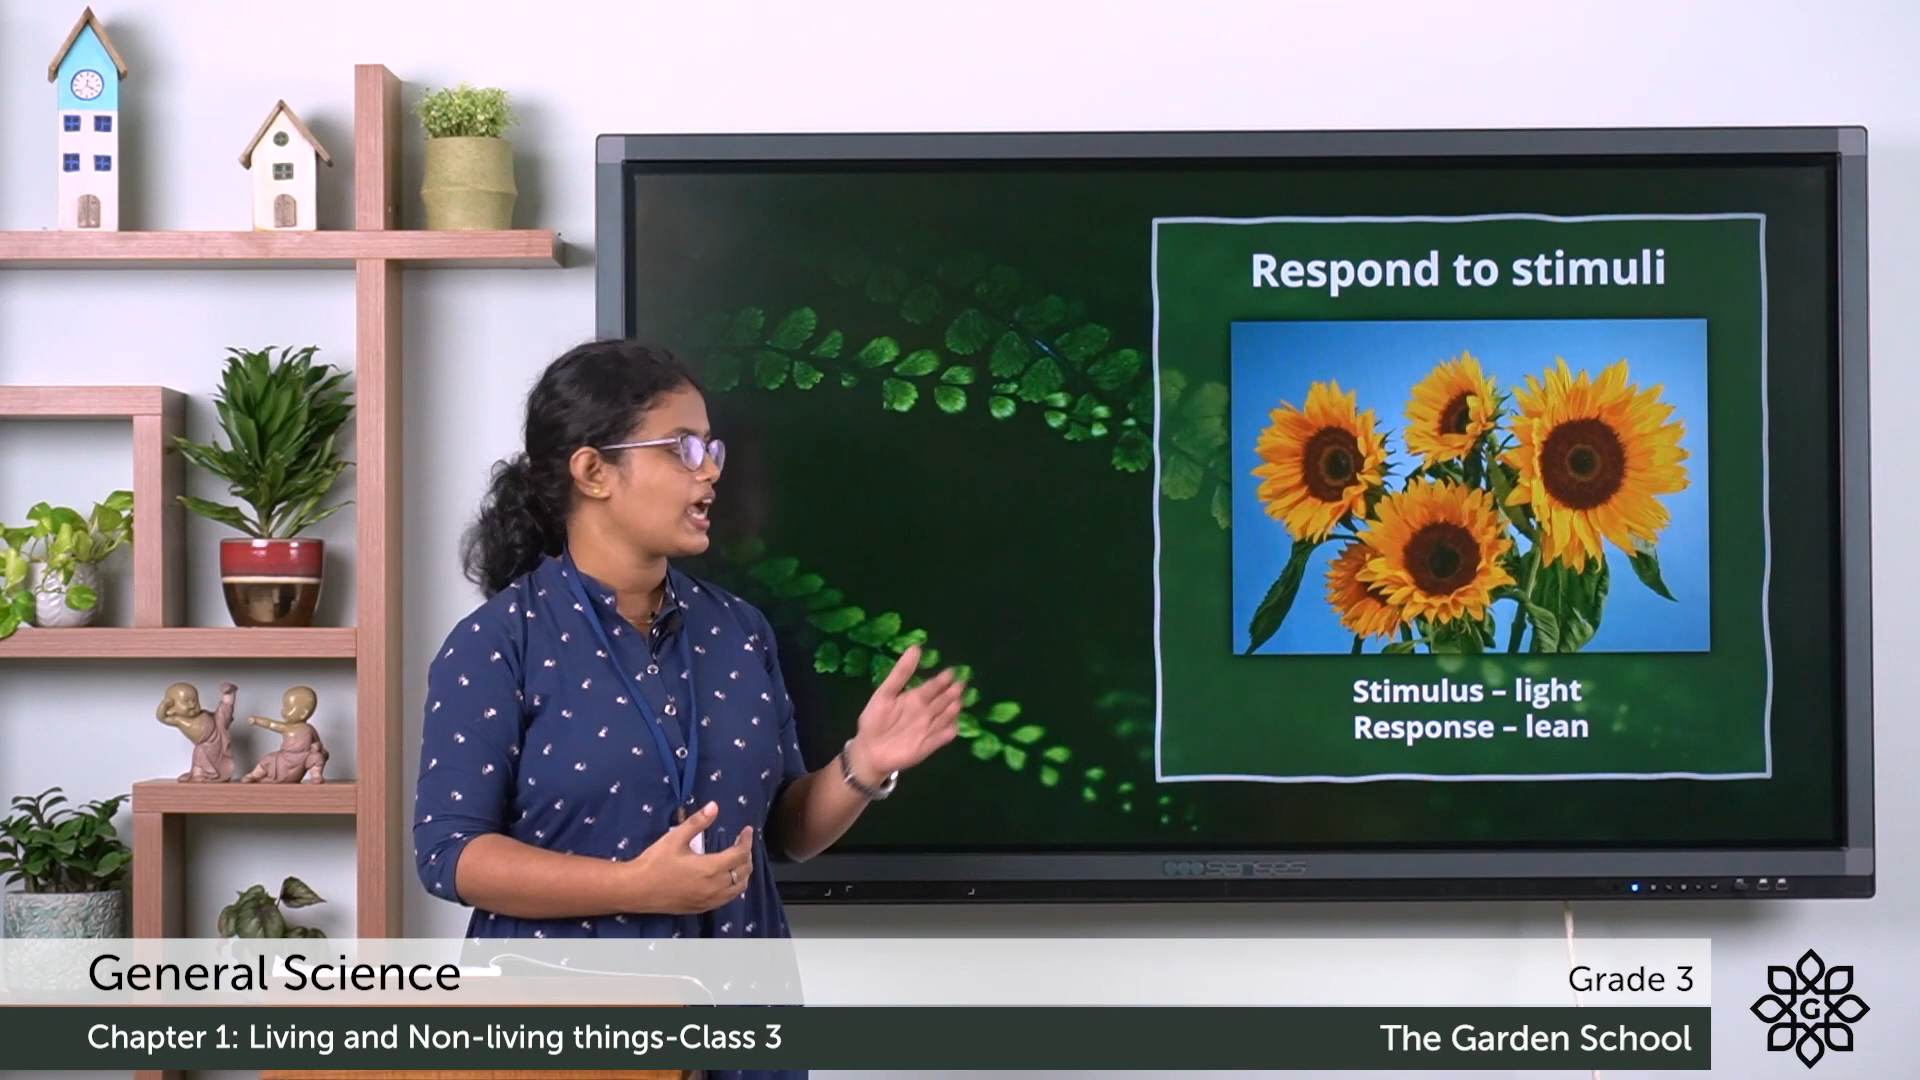 Respond to stimuli
Stimulus – light
Response – lean
General Science
Grade 3
Chapter 1: Living and Non-living things-Class 3
The Garden School
G